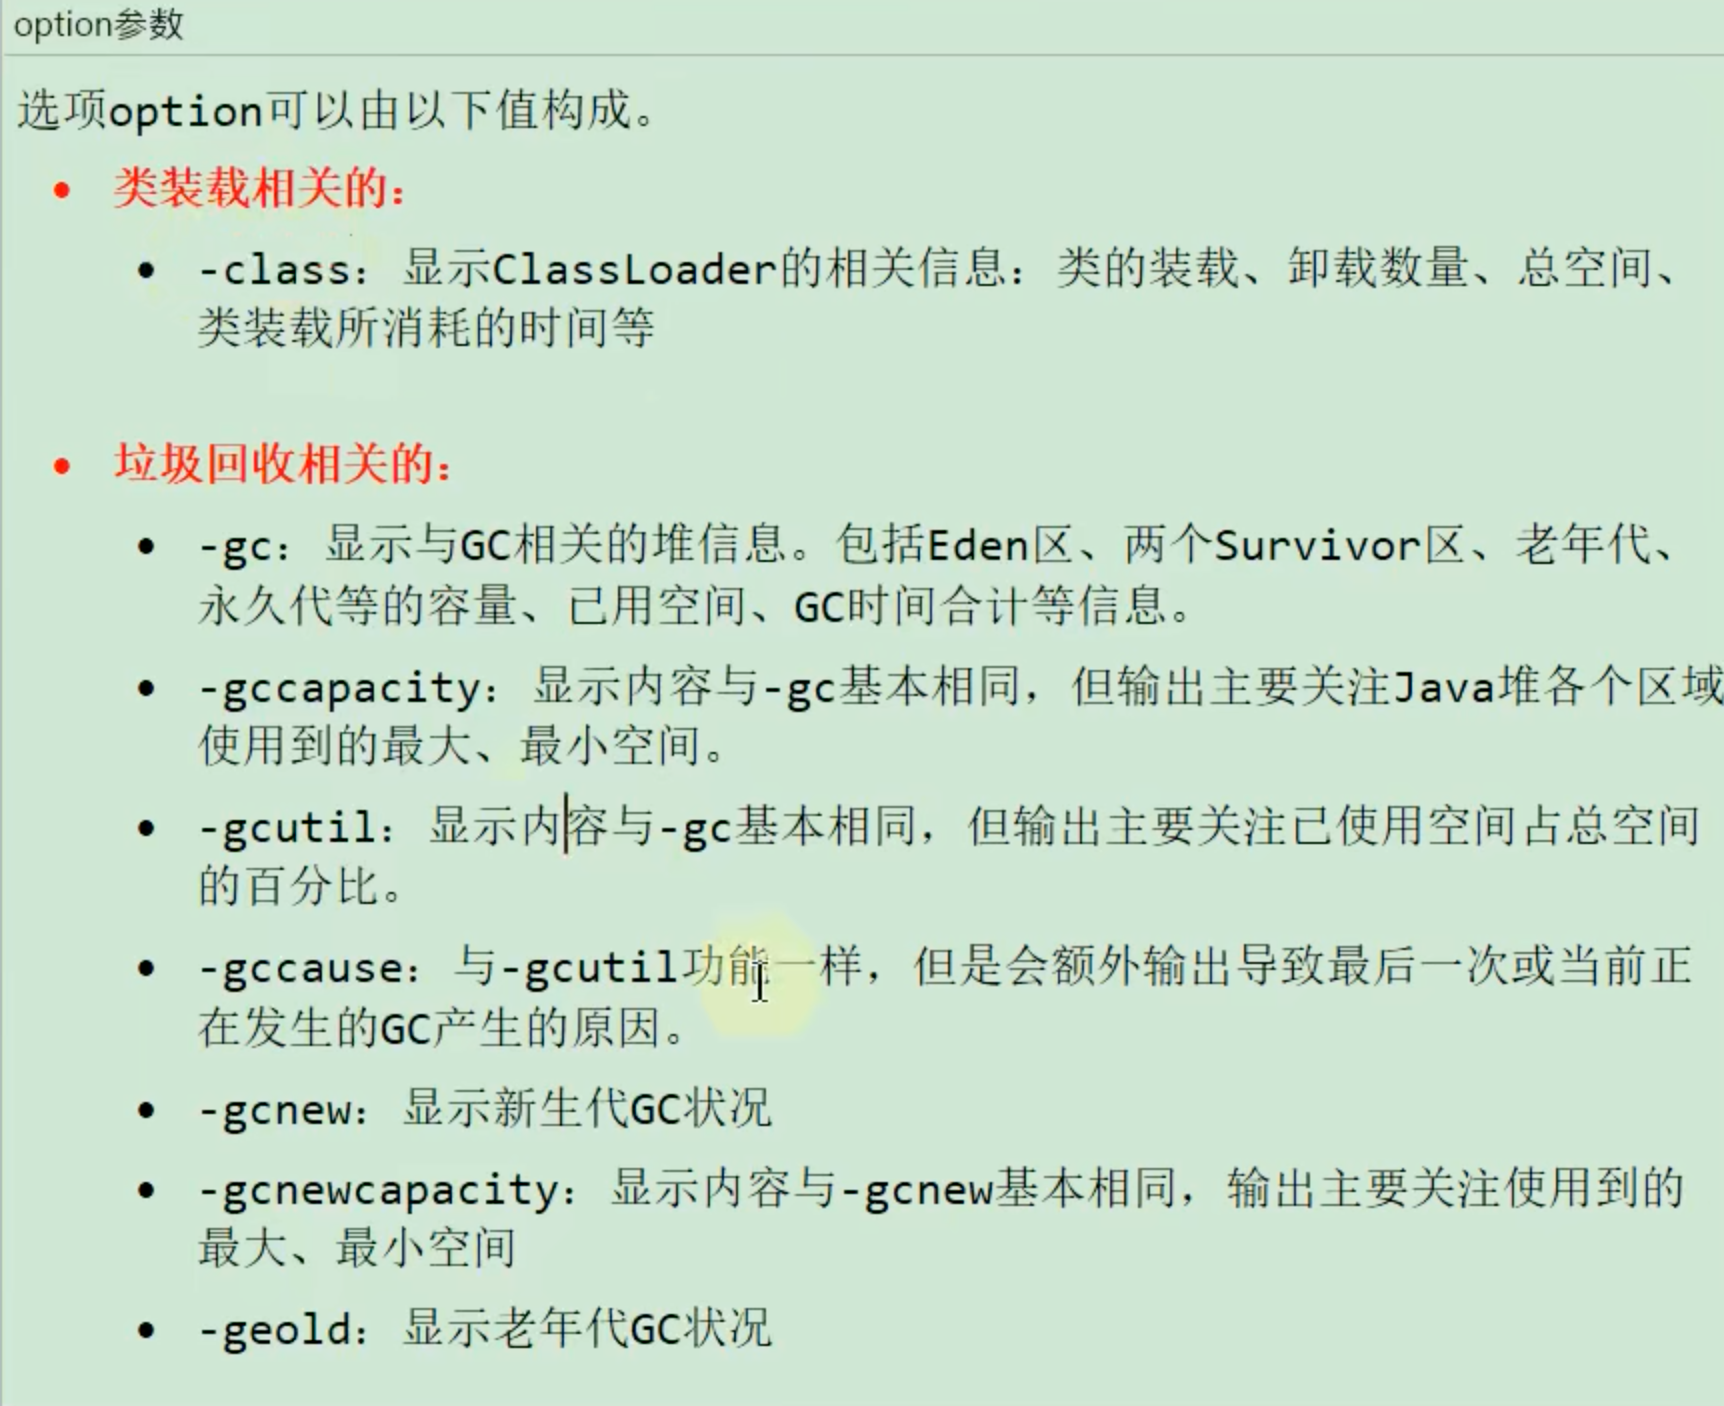 option参数
选项option可以由以下值构成。
• 类装载相关的：
• -class：显示ClassLoader的相关信息：类的装载、卸载数量、总空间、
类装载所消耗的时间等
• 垃圾回收相关的：
• -gc：显示与GC相关的堆信息。包括Eden区、两个Survivor区、老年代、
永久代等的容量、已用空间、GC时间合计等信息。
• -gccapacity：显示内容与-gc基本相同，但输出主要关注Java堆各个区域
使用到的最大、最小空间。
• -gcutil：显示内容与-gc基本相同，但输出主要关注已使用空间占总空间
的百分比。
• -gccause：与-gcutil功能一样，但是会额外输出导致最后一次或当前正
在发生的GC产生的原因。
• -gcnew：显示新生代GC状况
• -gcnewcapacity：显示内容与-gcnew基本相同，输出主要关注使用到的
最大、最小空间
• -geold：显示老年代GC状况